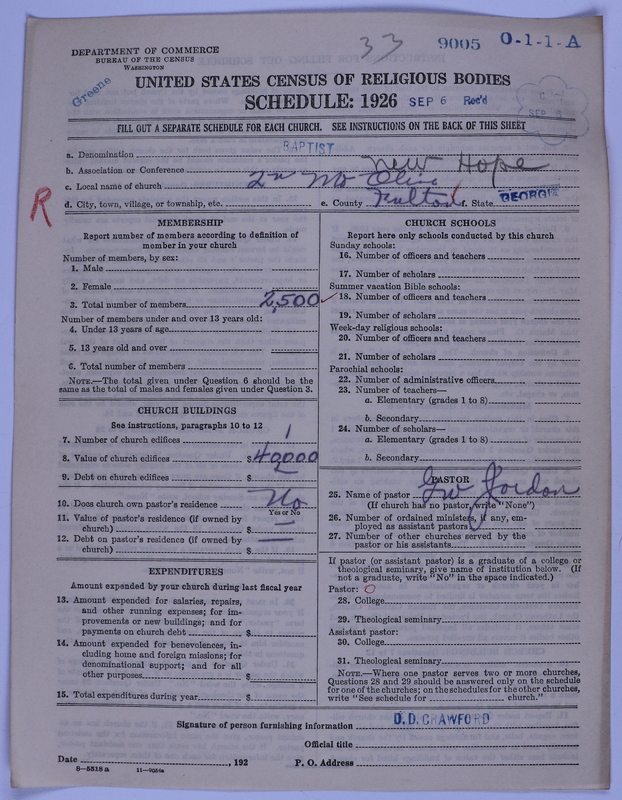 DEPARTMENT OF COMMERCE
BUREAU OF THE CENSUS
WASHINGTON
Greene
33
9005
O-1-1-A
UNITED STATES CENSUS OF RELIGIOUS BODIES
SCHEDULE: 1926
SEP 6 Rec'd
SEP
FILL OUT A SEPARATE SCHEDULE FOR EACH CHURCH. SEE INSTRUCTIONS ON THE BACK OF THIS SHEET
a. Denomination BAPTIST
b. Association or Conference New Hope
c. Local name of church 2n Mt Olive
d. City, town, village, or township, etc. e. County Fulton f. State. GEORGIA
R
MEMBERSHIP
Report number of members according to definition of
member in your church
Number of members, by sex:
1. Male
2. Female
3. Total number of members 2,500
Number of members under and over 13 years old:
4. Under 13 years of age
5. 13 years old and over
6. Total number of members
NOTE.—The total given under Question 6 should be the
same as the total of males and females given under Question 3.
CHURCH BUILDINGS
See instructions, paragraphs 10 to 12
7. Number of church edifices 1
8. Value of church edifices $ 40000
9. Debt on church edifices $
10. Does church own pastor's residence No
Yes or No
11. Value of pastor's residence (if owned by
church) $ —
12. Debt on pastor's residence (if owned by
church) $ —
EXPENDITURES
Amount expended by your church during last fiscal year
13. Amount expended for salaries, repairs,
and other running expenses; for im-
provements or new buildings; and for
payments on church debt $
14. Amount expended for benevolences, in-
cluding home and foreign missions; for
denominational support; and for all
other purposes $
15. Total expenditures during year $
CHURCH SCHOOLS
Report here only schools conducted by this church
Sunday schools:
16. Number of officers and teachers
17. Number of scholars
Summer vacation Bible schools:
18. Number of officers and teachers
19. Number of scholars
Week-day religious schools:
20. Number of officers and teachers
21. Number of scholars
Parochial schools:
22. Number of administrative officers
23. Number of teachers—
a. Elementary (grades 1 to 8)
b. Secondary
24. Number of scholars—
a. Elementary (grades 1 to 8)
b. Secondary
PASTOR
25. Name of pastor Gw Jordan
(If church has no pastor, write "None")
26. Number of ordained ministers, if any, em-
ployed as assistant pastors
27. Number of other churches served by the
pastor or his assistants
If pastor (or assistant pastor) is a graduate of a college or
theological seminary, give name of institution below. (If
not a graduate, write "No" in the space indicated.)
Pastor: O
28. College
29. Theological seminary
Assistant pastor:
30. College
31. Theological seminary
NOTE.—Where one pastor serves two or more churches,
Questions 28 and 29 should be answered only on the schedule
for one of the churches; on the schedules for the other churches,
write "See schedule for church."
Signature of person furnishing information D. D. CRAWFORD
Official title
Date , 192 P. O. Address
8—5518 a 11—9054a